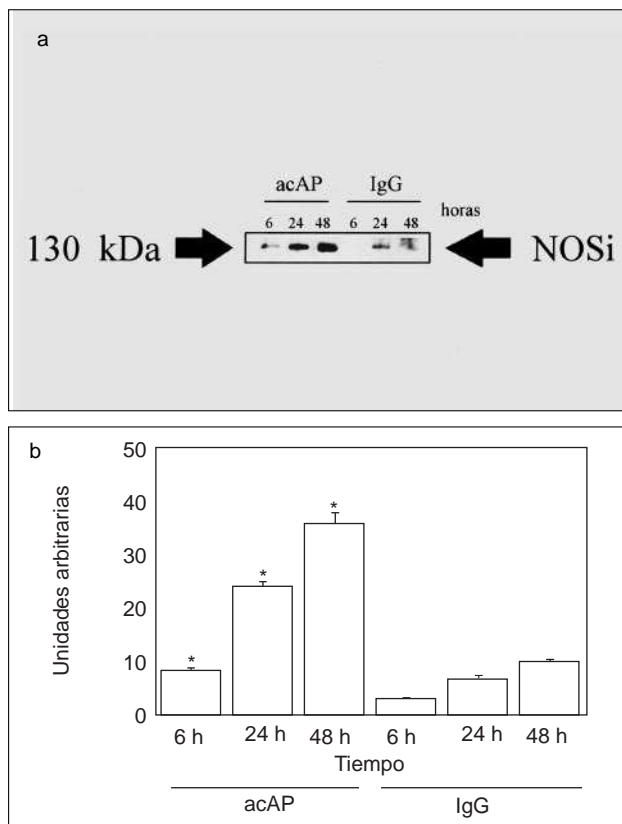 a
acAP IgG
6 24 48 6 24 48 horas
130 kDa NOSi
b
Unidades arbitrarias
50
40
30
20
10
0
* * *
6 h 24 h 48 h 6 h 24 h 48 h
Tiempo
acAP IgG